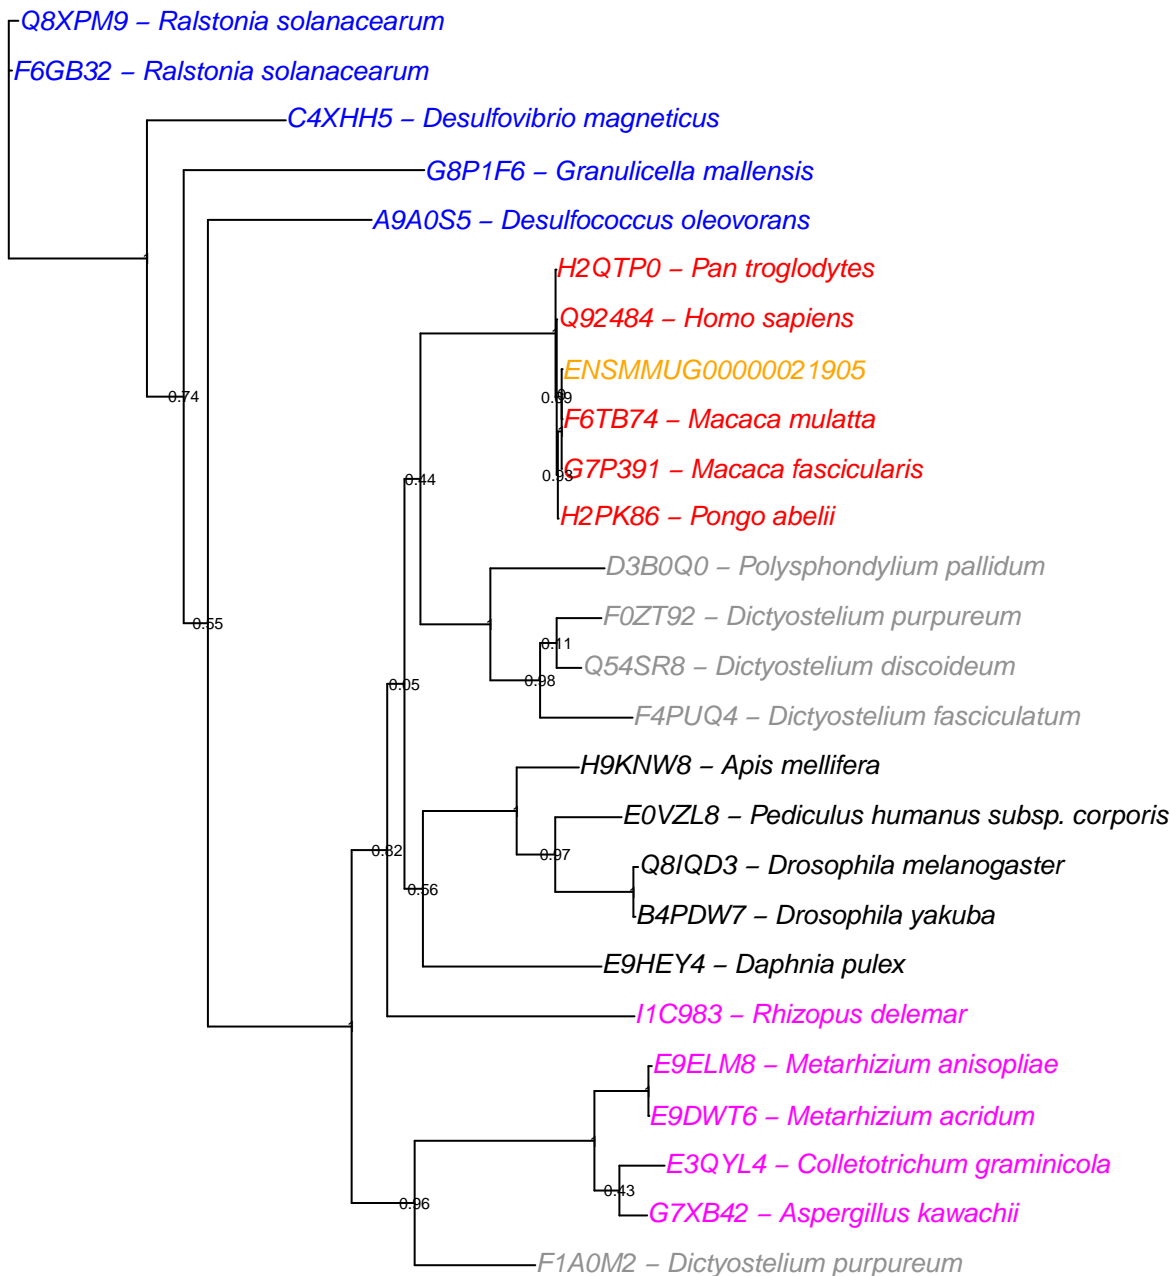 Q8XPM9 – Ralstonia solanacearum
F6GB32 – Ralstonia solanacearum
C4XHH5 – Desulfovibrio magneticus
G8P1F6 – Granulicella mallensis
A9A0S5 – Desulfococcus oleovorans
H2QTP0 – Pan troglodytes
Q92484 – Homo sapiens
ENSMMUG00000021905
0.74
F6TB74 – Macaca mulatta
G7P391 – Macaca fascicularis
0.93
0.44
H2PK86 – Pongo abelii
D3B0Q0 – Polysphondylium pallidum
F0ZT92 – Dictyostelium purpureum
0.55
0.11
Q54SR8 – Dictyostelium discoideum
0.98
0.05
F4PUQ4 – Dictyostelium fasciculatum
H9KNW8 – Apis mellifera
E0VZL8 – Pediculus humanus subsp. corporis
0.82
0.97
Q8IQD3 – Drosophila melanogaster
0.56
B4PDW7 – Drosophila yakuba
E9HEY4 – Daphnia pulex
I1C983 – Rhizopus delemar
E9ELM8 – Metarhizium anisopliae
E9DWT6 – Metarhizium acridum
E3QYL4 – Colletotrichum graminicola
0.43
0.96
G7XB42 – Aspergillus kawachii
F1A0M2 – Dictyostelium purpureum